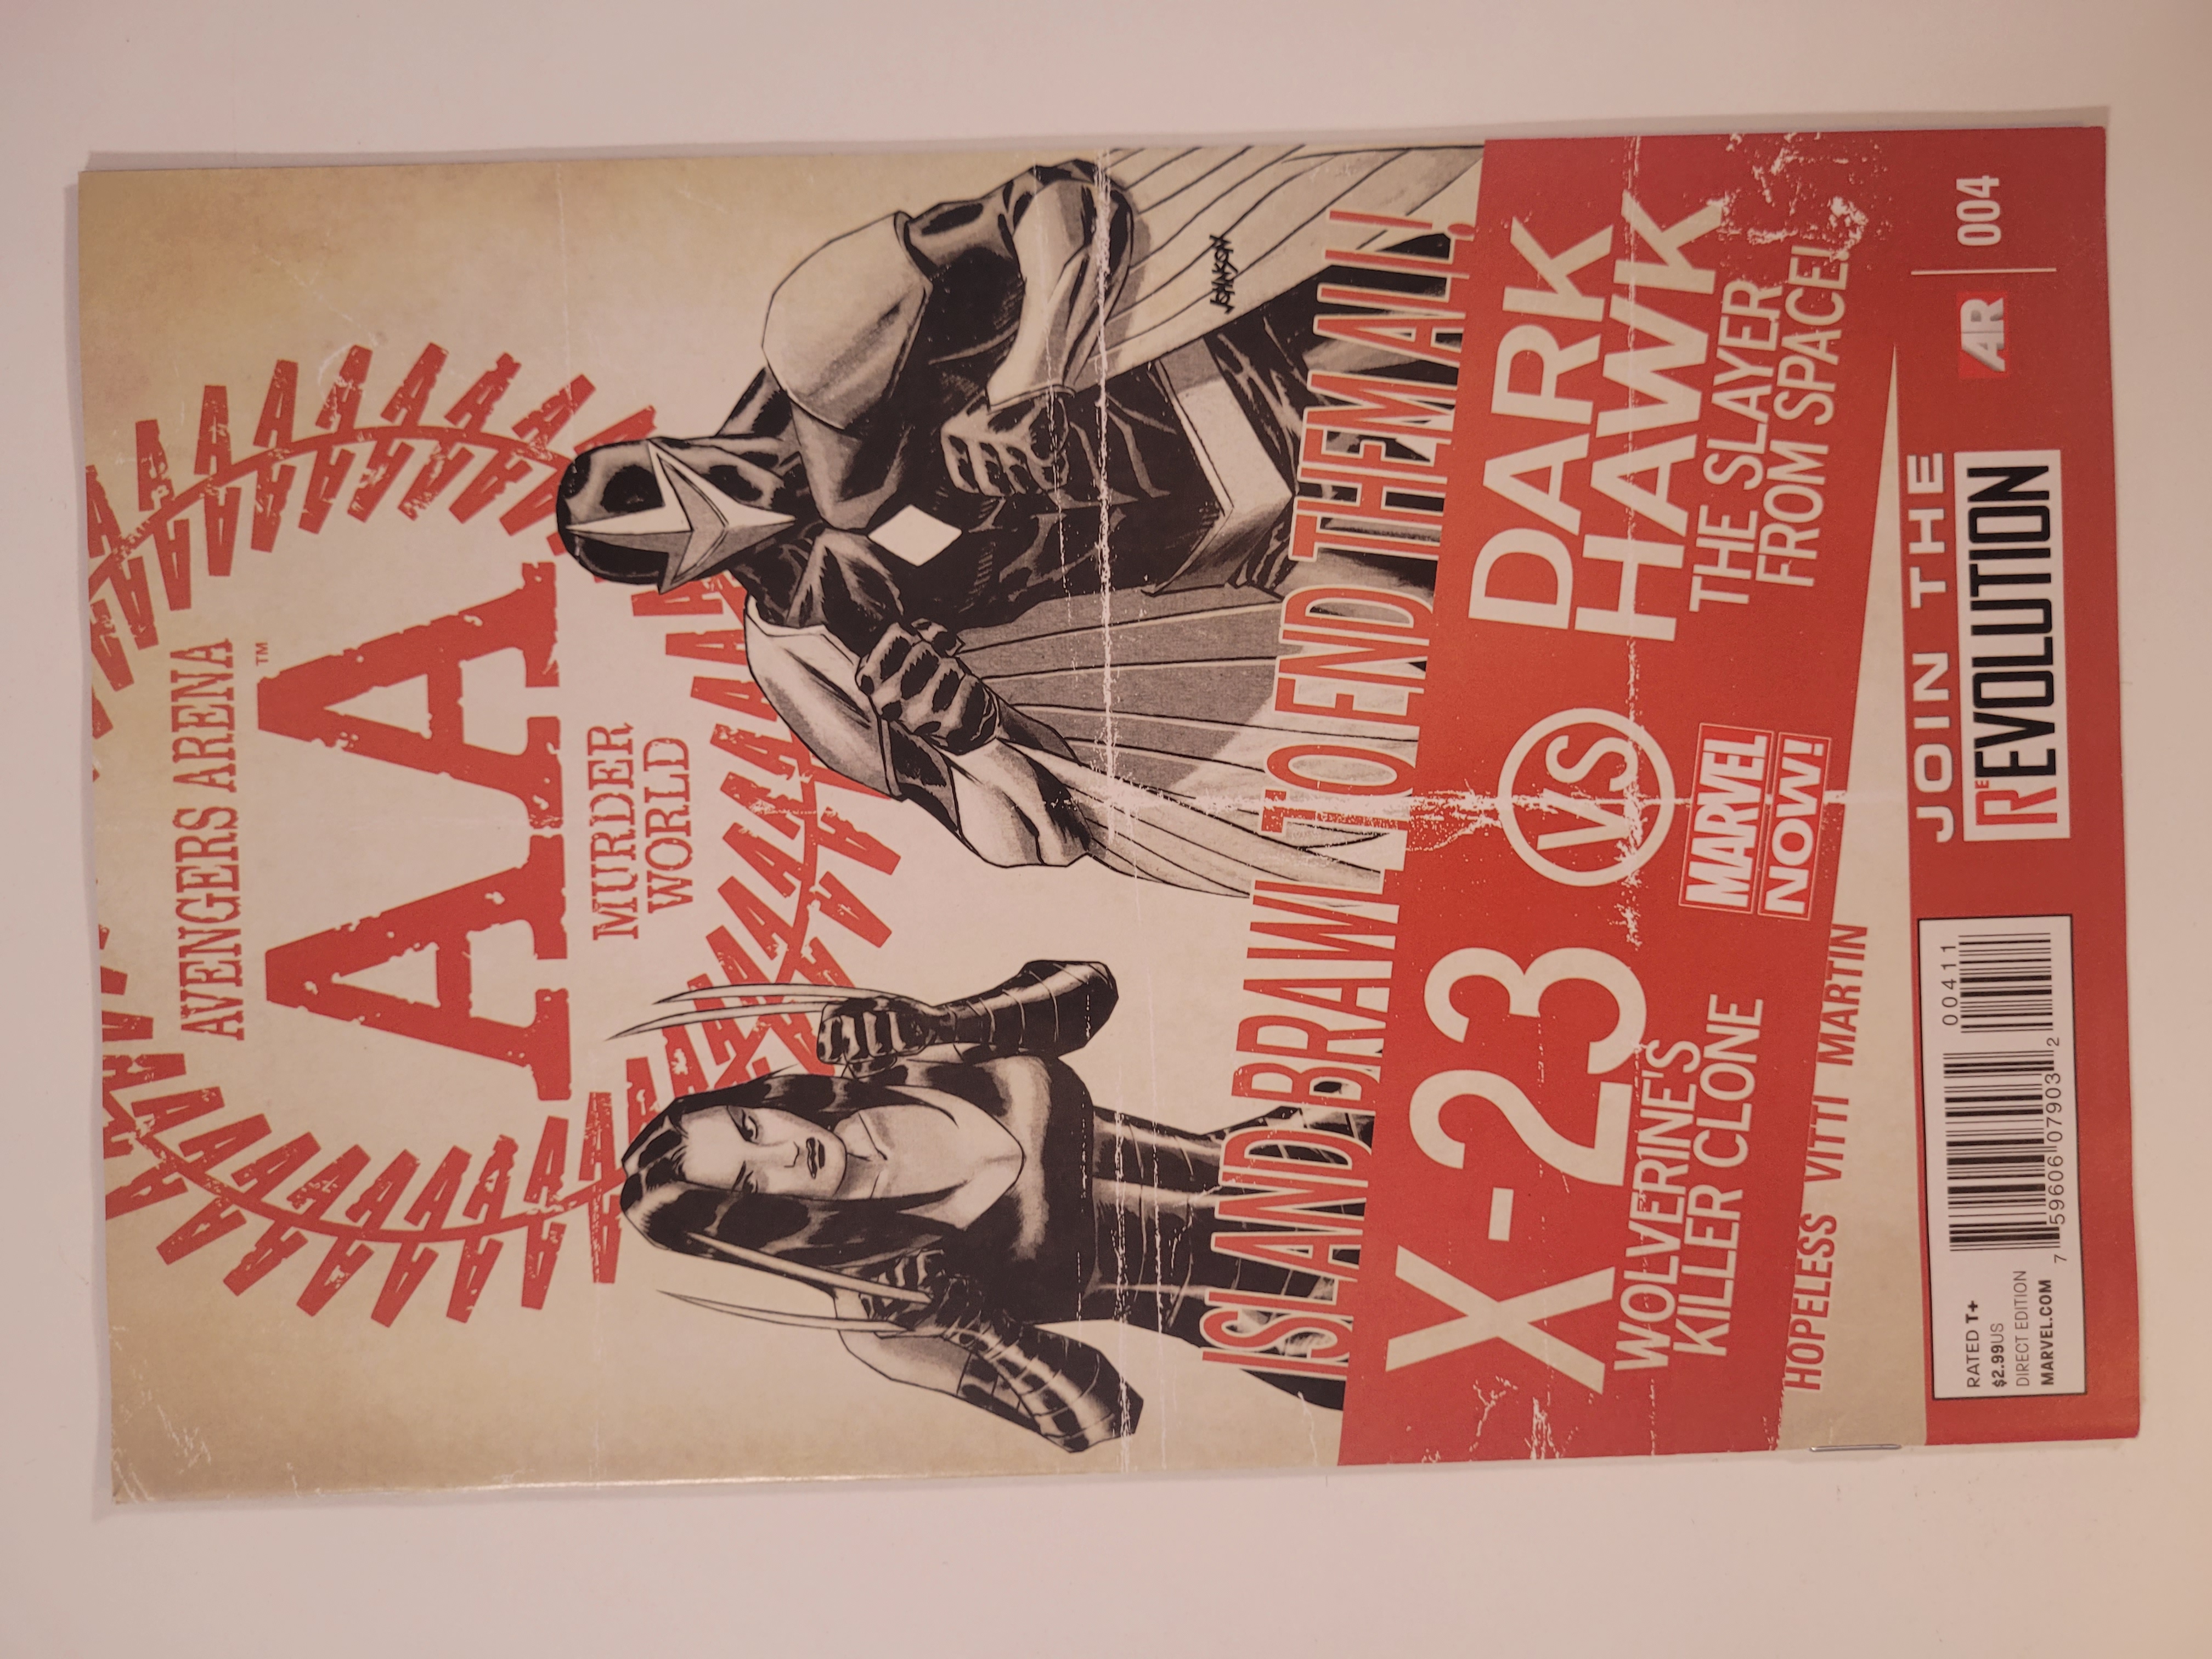 AVENGERS ARENA
™
AA
MURDER
WORLD
JOHNSON
ISLAND BRAWL TO END THEM ALL!
X-23
WOLVERINE'S
KILLER CLONE
VS
DARK
HAWK
THE SLAYER
FROM SPACE!
MARVEL
NOW!
HOPELESS VITTI MARTIN
RATED T+
$2.99US
DIRECT EDITION
MARVEL.COM
7 59606 07903 2
00411
JOIN THE
REVOLUTION
AR
004